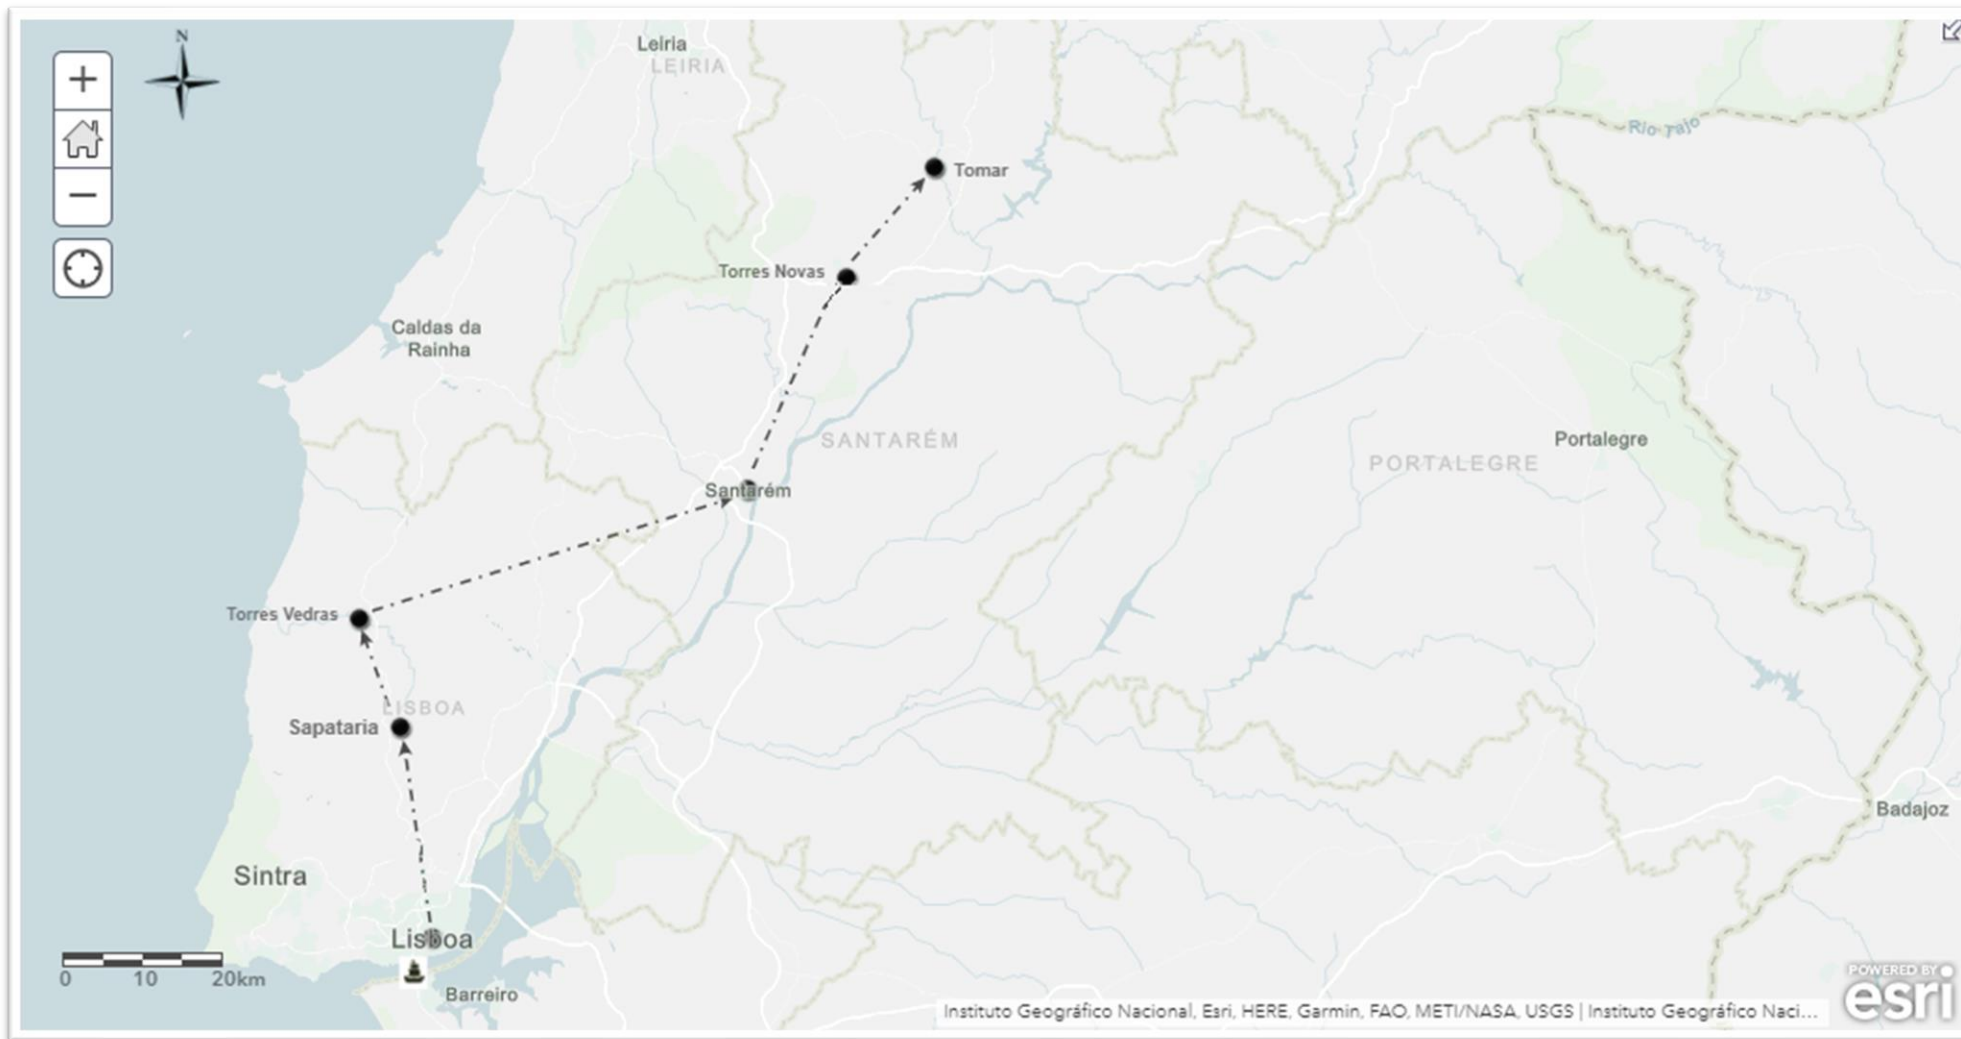 N
Leiria
LEIRIA
Rio Tajo
Tomar
Torres Novas
Caldas da
Rainha
SANTARÉM
Portalegre
PORTALEGRE
Santarém
Torres Vedras
LISBOA
Sapataria
Badajoz
Sintra
Lisboa
0 10 20km
Barreiro
POWERED BY
esri
Instituto Geográfico Nacional, Esri, HERE, Garmin, FAO, METI/NASA, USGS | Instituto Geográfico Naci...